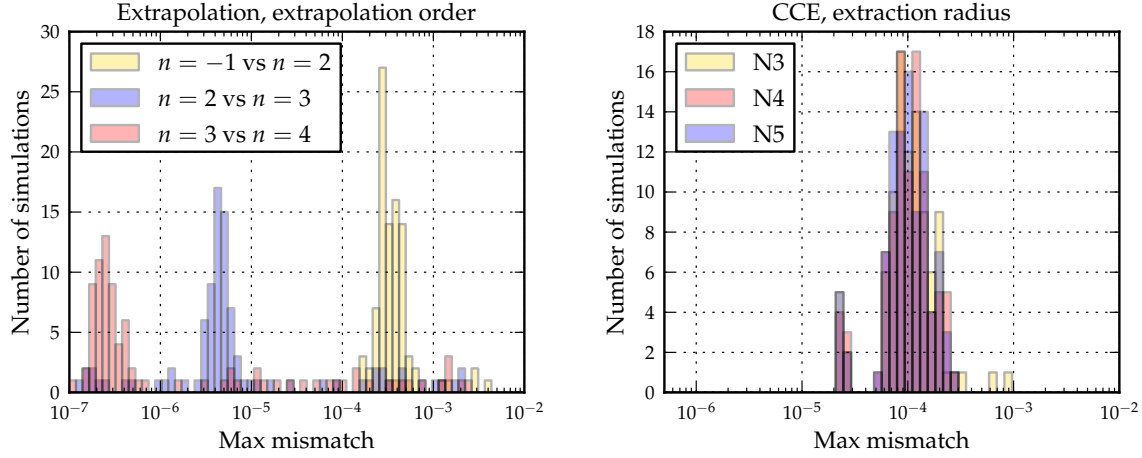 Extrapolation, extrapolation order
30
25
20
15
10
5
0
Number of simulations
n = −1 vs n = 2
n = 2 vs n = 3
n = 3 vs n = 4
10⁻⁷ 10⁻⁶ 10⁻⁵ 10⁻⁴ 10⁻³ 10⁻²
Max mismatch
CCE, extraction radius
18
16
14
12
10
8
6
4
2
0
Number of simulations
N3
N4
N5
10⁻⁶ 10⁻⁵ 10⁻⁴ 10⁻³ 10⁻²
Max mismatch